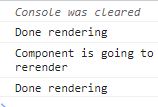 Console was cleared
Done rendering
Component is going to
rerender
Done rendering